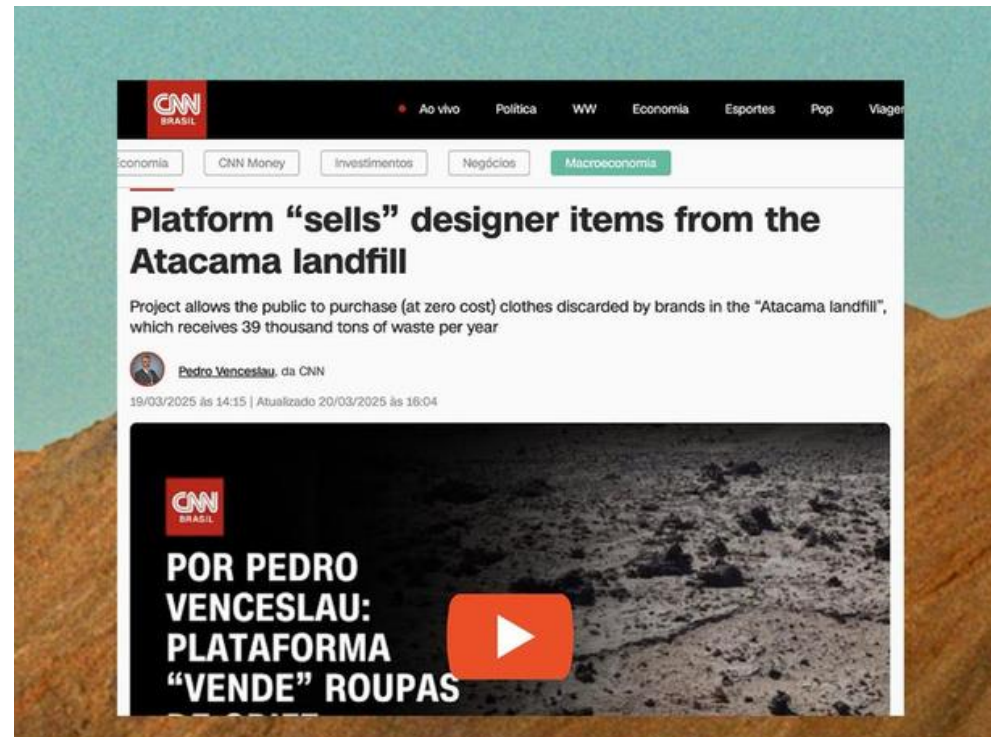 CNN
BRASIL
Ao vivo Política WW Economia Esportes Pop
Economia CNN Money Investimentos Negócios Macroeconomia
Platform “sells” designer items from the
Atacama landfill
Project allows the public to purchase (at zero cost) clothes discarded by brands in the “Atacama landfill”,
which receives 39 thousand tons of waste per year
Pedro Venceslau, da CNN
19/03/2025 às 14:15 | Atualizado 20/03/2025 às 16:04
CNN
BRASIL
POR PEDRO
VENCESLAU:
PLATAFORMA
“VENDE” ROUPAS